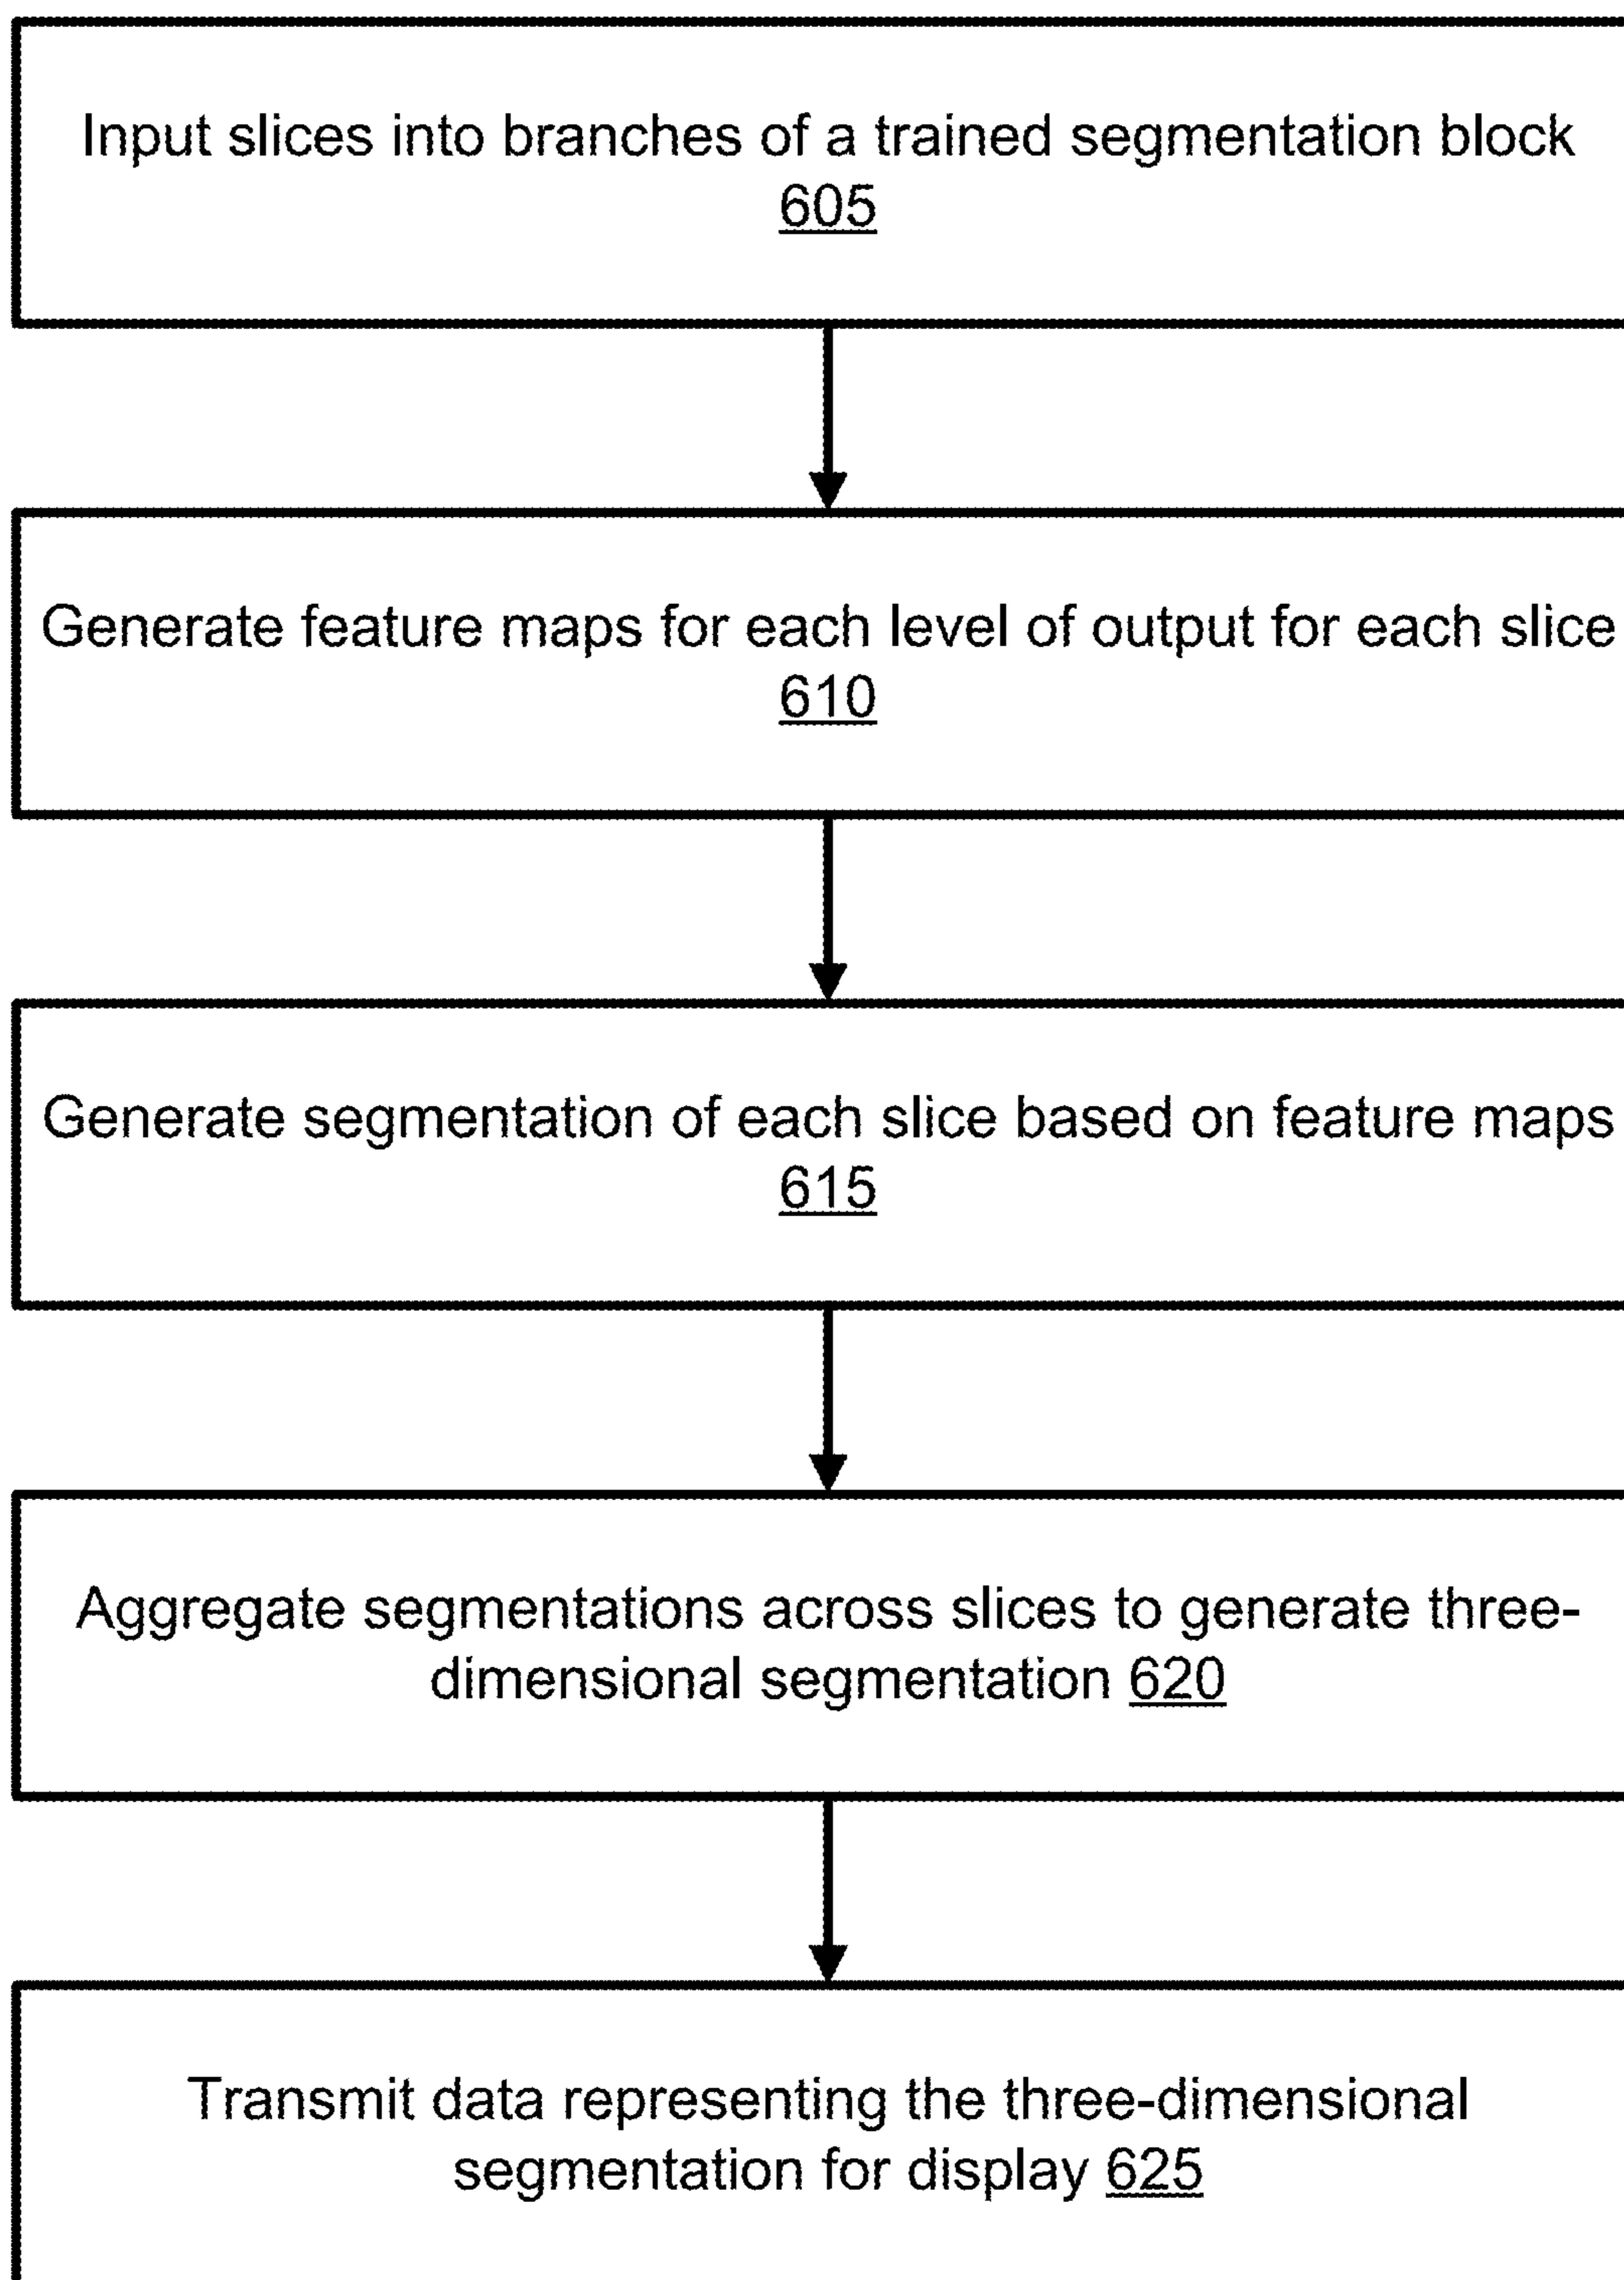 Input slices into branches of a trained segmentation block
605
Generate feature maps for each level of output for each slice
610
Generate segmentation of each slice based on feature maps
615
Aggregate segmentations across slices to generate three-
dimensional segmentation 620
Transmit data representing the three-dimensional
segmentation for display 625